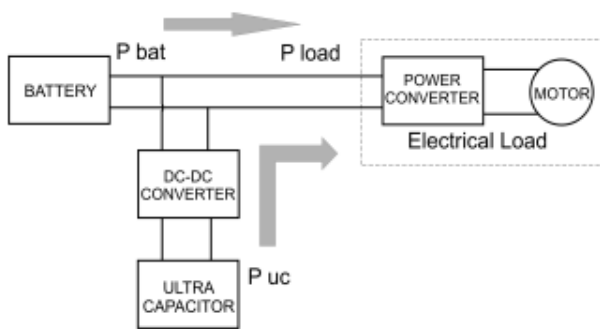 P bat
P load
BATTERY
POWER
CONVERTER
MOTOR
Electrical Load
DC-DC
CONVERTER
P uc
ULTRA
CAPACITOR